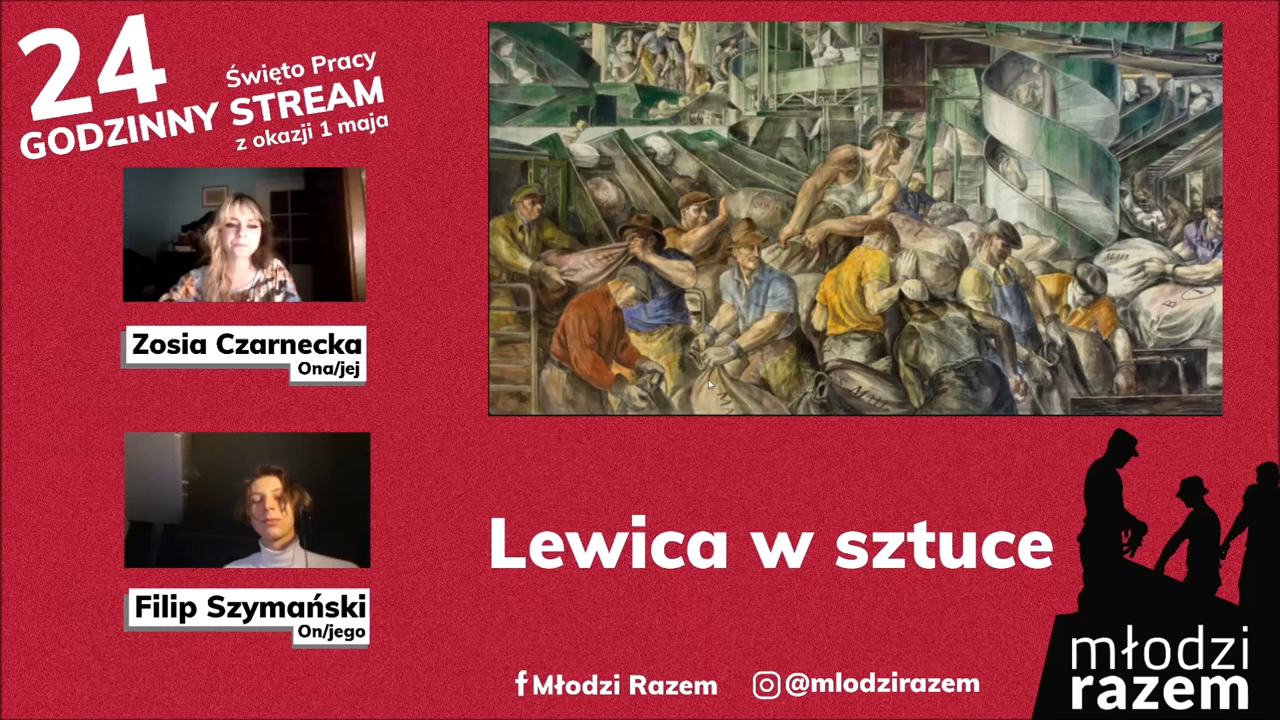 24
Święto Pracy
GODZINNY STREAM
z okazji 1 maja
Zosia Czarnecka
Ona/jej
Filip Szymański
On/jego
Lewica w sztuce
Młodzi Razem
@mlodzirazem
młodzi
razem